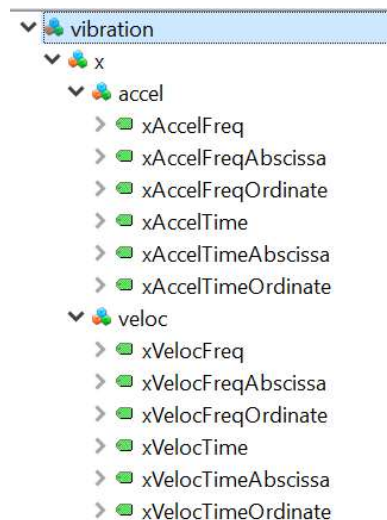 vibration
x
accel
xAccelFreq
xAccelFreqAbscissa
xAccelFreqOrdinate
xAccelTime
xAccelTimeAbscissa
xAccelTimeOrdinate
veloc
xVelocFreq
xVelocFreqAbscissa
xVelocFreqOrdinate
xVelocTime
xVelocTimeAbscissa
xVelocTimeOrdinate